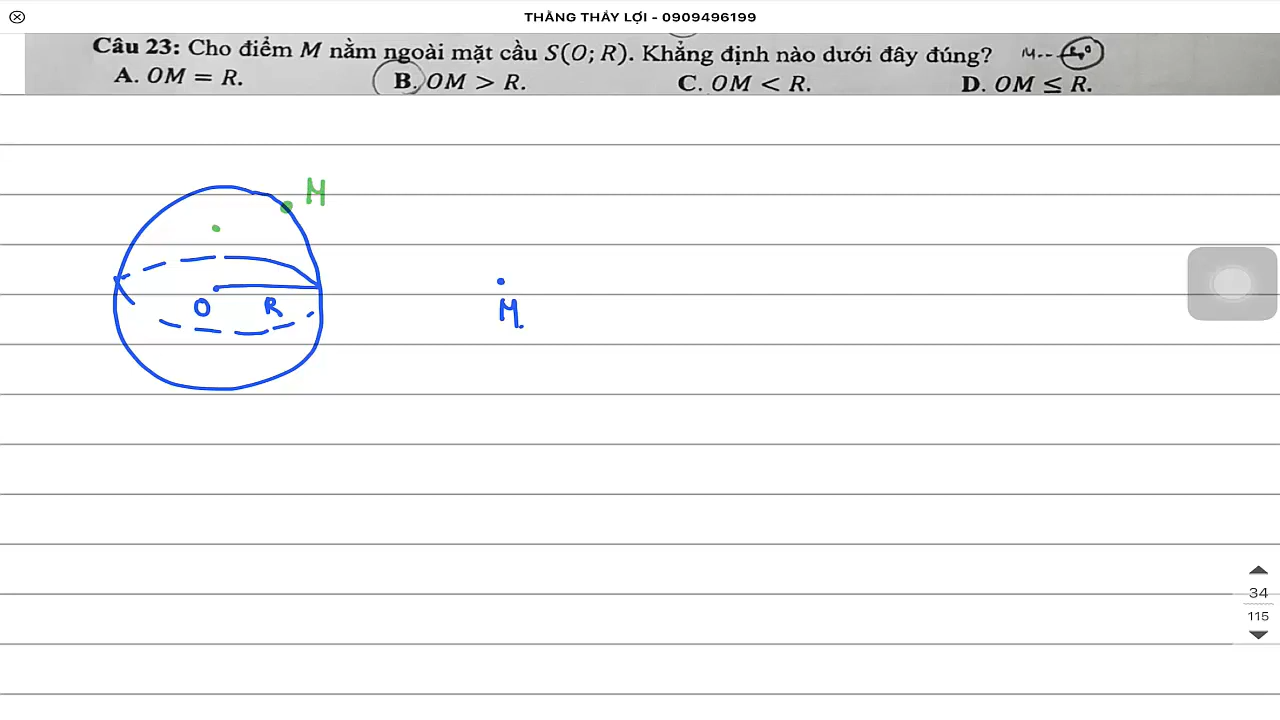 THẮNG THẦY LỢI - 0909496199
Câu 23: Cho điểm M nằm ngoài mặt cầu S(O; R). Khẳng định nào dưới đây đúng?
A. OM = R. B. OM > R. C. OM < R. D. OM ≤ R.
M
O R
M
34
115